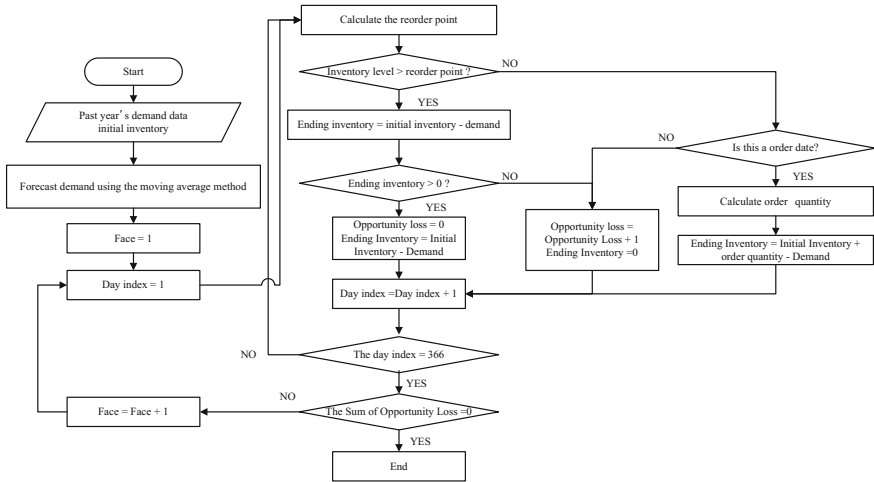 Start
Past year's demand data
initial inventory
Forecast demand using the moving average method
Face = 1
Day index = 1
Face = Face + 1
Calculate the reorder point
Inventory level > reorder point ?
NO
YES
Ending inventory = initial inventory - demand
Ending inventory > 0 ?
NO
YES
Opportunity loss = 0
Ending Inventory = Initial
Inventory - Demand
Day index =Day index + 1
The day index = 366
NO
YES
The Sum of Opportunity Loss =0
NO
YES
End
Is this a order date?
NO
YES
Opportunity loss =
Opportunity Loss + 1
Ending Inventory =0
Calculate order quantity
Ending Inventory = Initial Inventory +
order quantity - Demand